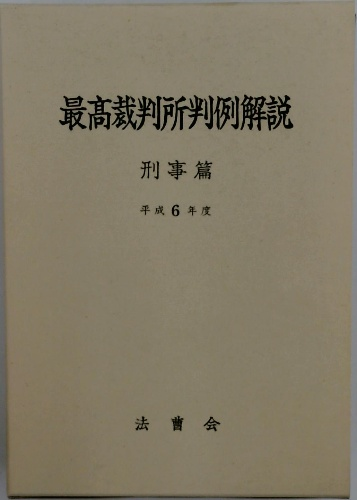 最高裁判所判例解説
刑事篇
平成6年度
法曹会